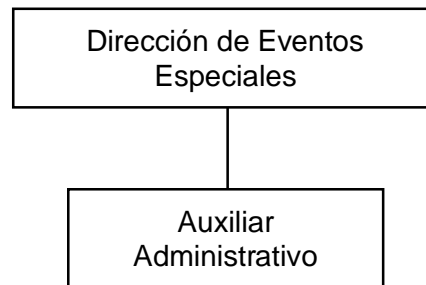 Dirección de Eventos
Especiales
Auxiliar
Administrativo